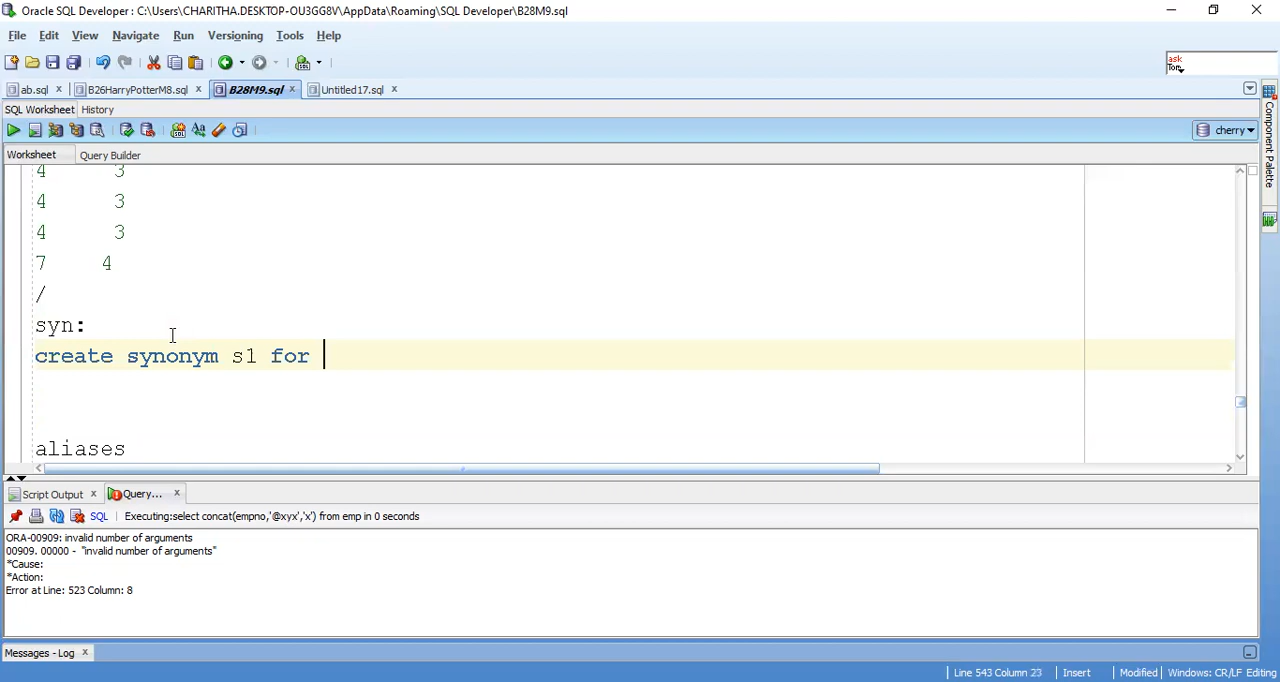 Oracle SQL Developer : C:\Users\CHARITHA.DESKTOP-OU3GG8V\AppData\Roaming\SQL Developer\B28M9.sql
File Edit View Navigate Run Versioning Tools Help
ask
Tom
ab.sql B26HarryPotterM8.sql B28M9.sql Untitled17.sql
SQL Worksheet History
cherry
Worksheet Query Builder
4 3
4 3
4 3
7 4
/
syn:
create synonym s1 for
aliases
Component Palette
Script Output Query...
SQL Executing:select concat(empno,'@xyx','x') from emp in 0 seconds
ORA-00909: invalid number of arguments
00909. 00000 - "invalid number of arguments"
*Cause:
*Action:
Error at Line: 523 Column: 8
Messages - Log
Line 543 Column 23 Insert Modified Windows: CR/LF Editing